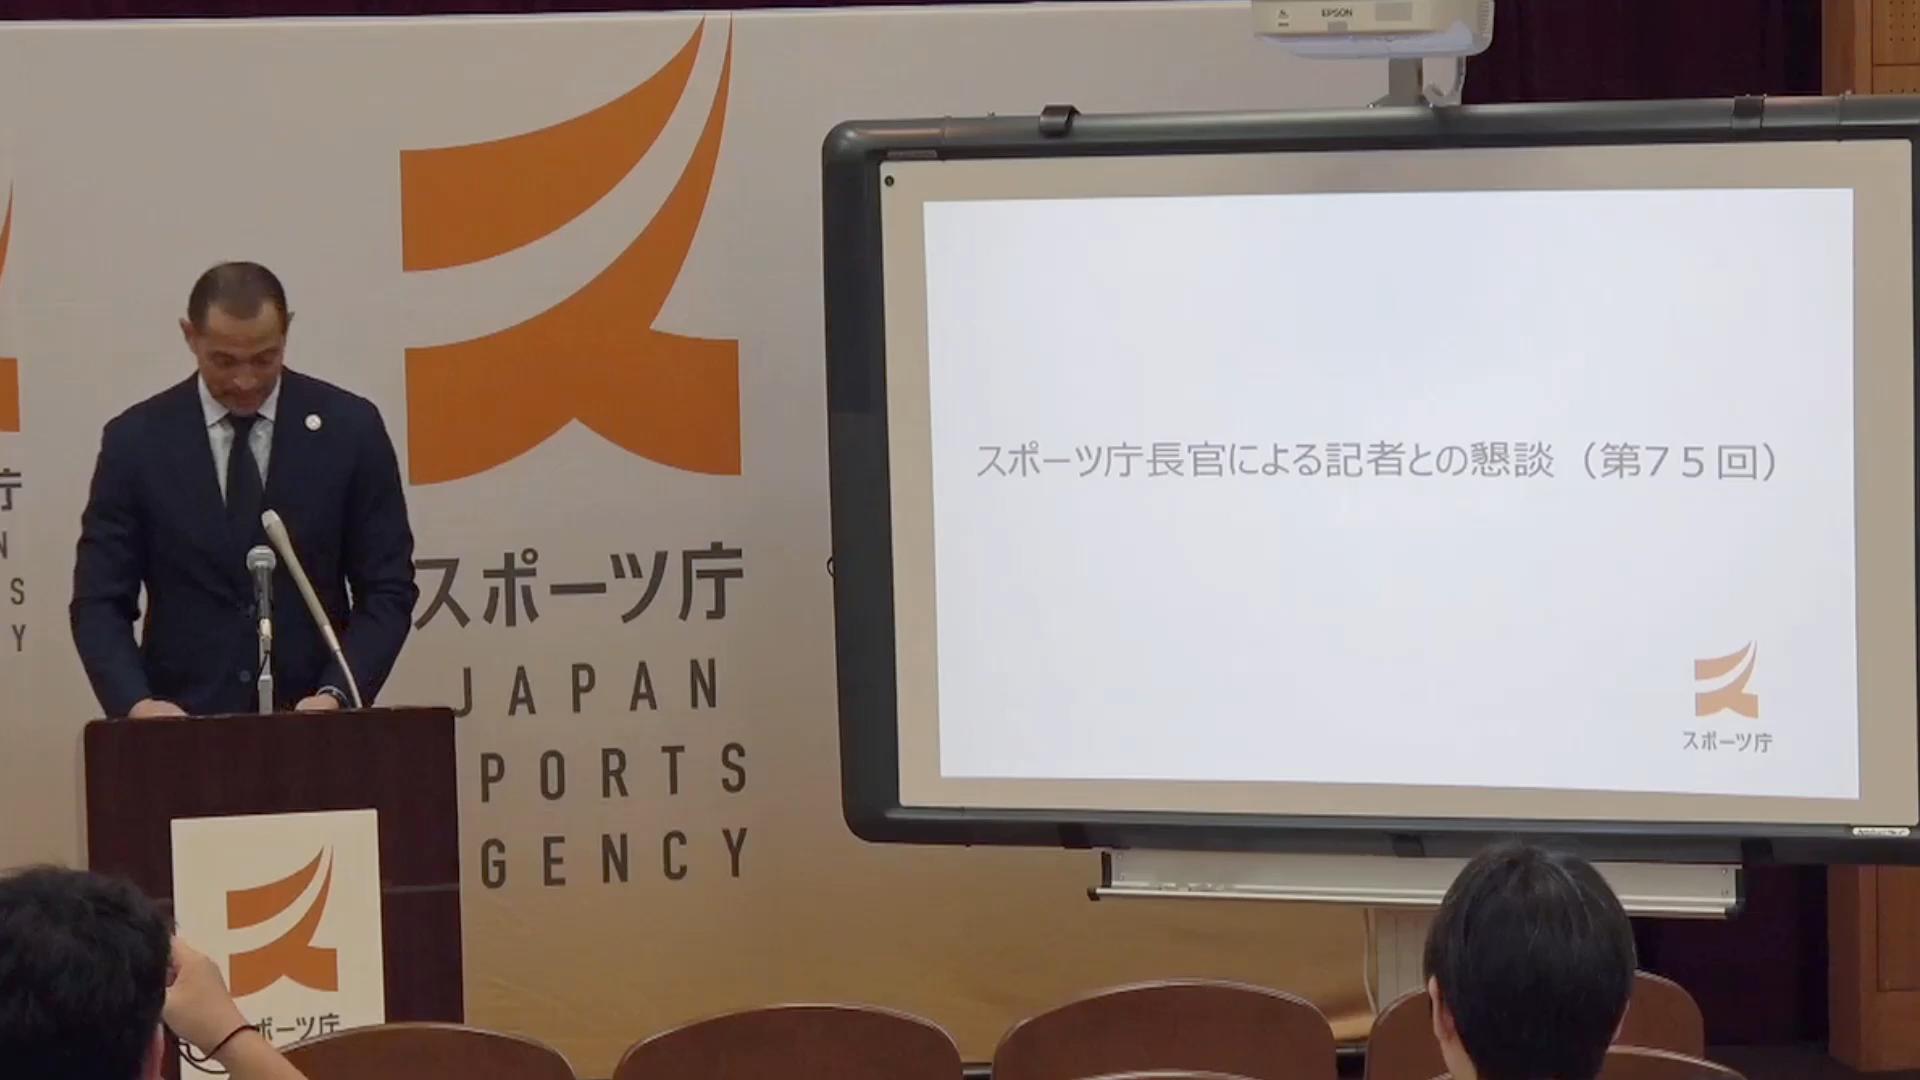 EPSON
スポーツ庁長官による記者との懇談（第７５回）
スポーツ庁
スポーツ庁
JAPAN
PORTS
GENCY
庁
N
S
Y
ポーツ庁